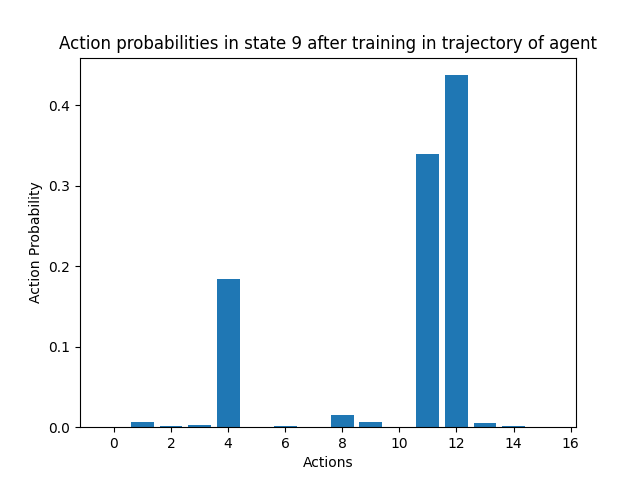 Action probabilities in state 9 after training in trajectory of agent
Action Probability
0.4
0.3
0.2
0.1
0.0
0 2 4 6 8 10 12 14 16
Actions